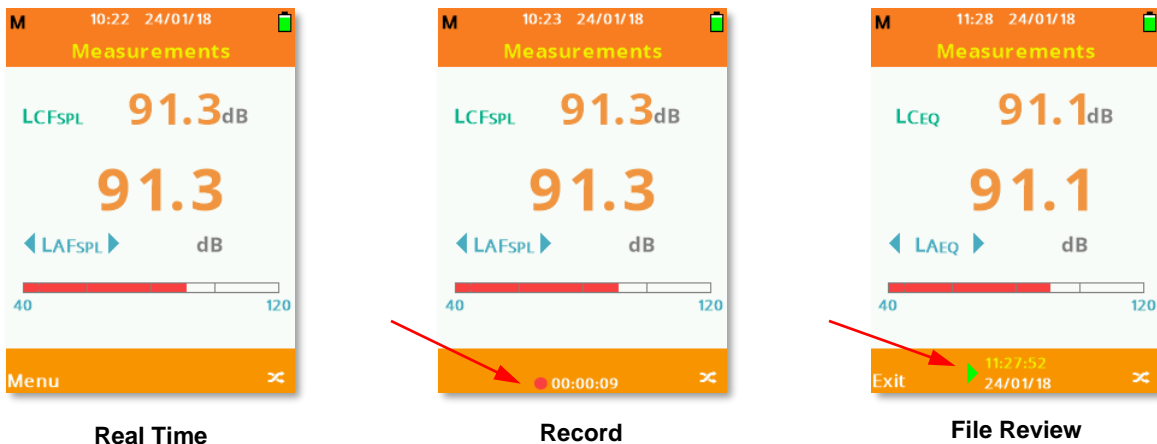 M 10:22 24/01/18
Measurements
LCFSPL 91.3dB
91.3
LAFSPL dB
40 120
Menu
Real Time
M 10:23 24/01/18
Measurements
LCFSPL 91.3dB
91.3
LAFSPL dB
40 120
00:00:09
Record
M 11:28 24/01/18
Measurements
LCEQ 91.1dB
91.1
LAEQ dB
40 120
11:27:52
Exit 24/01/18
File Review